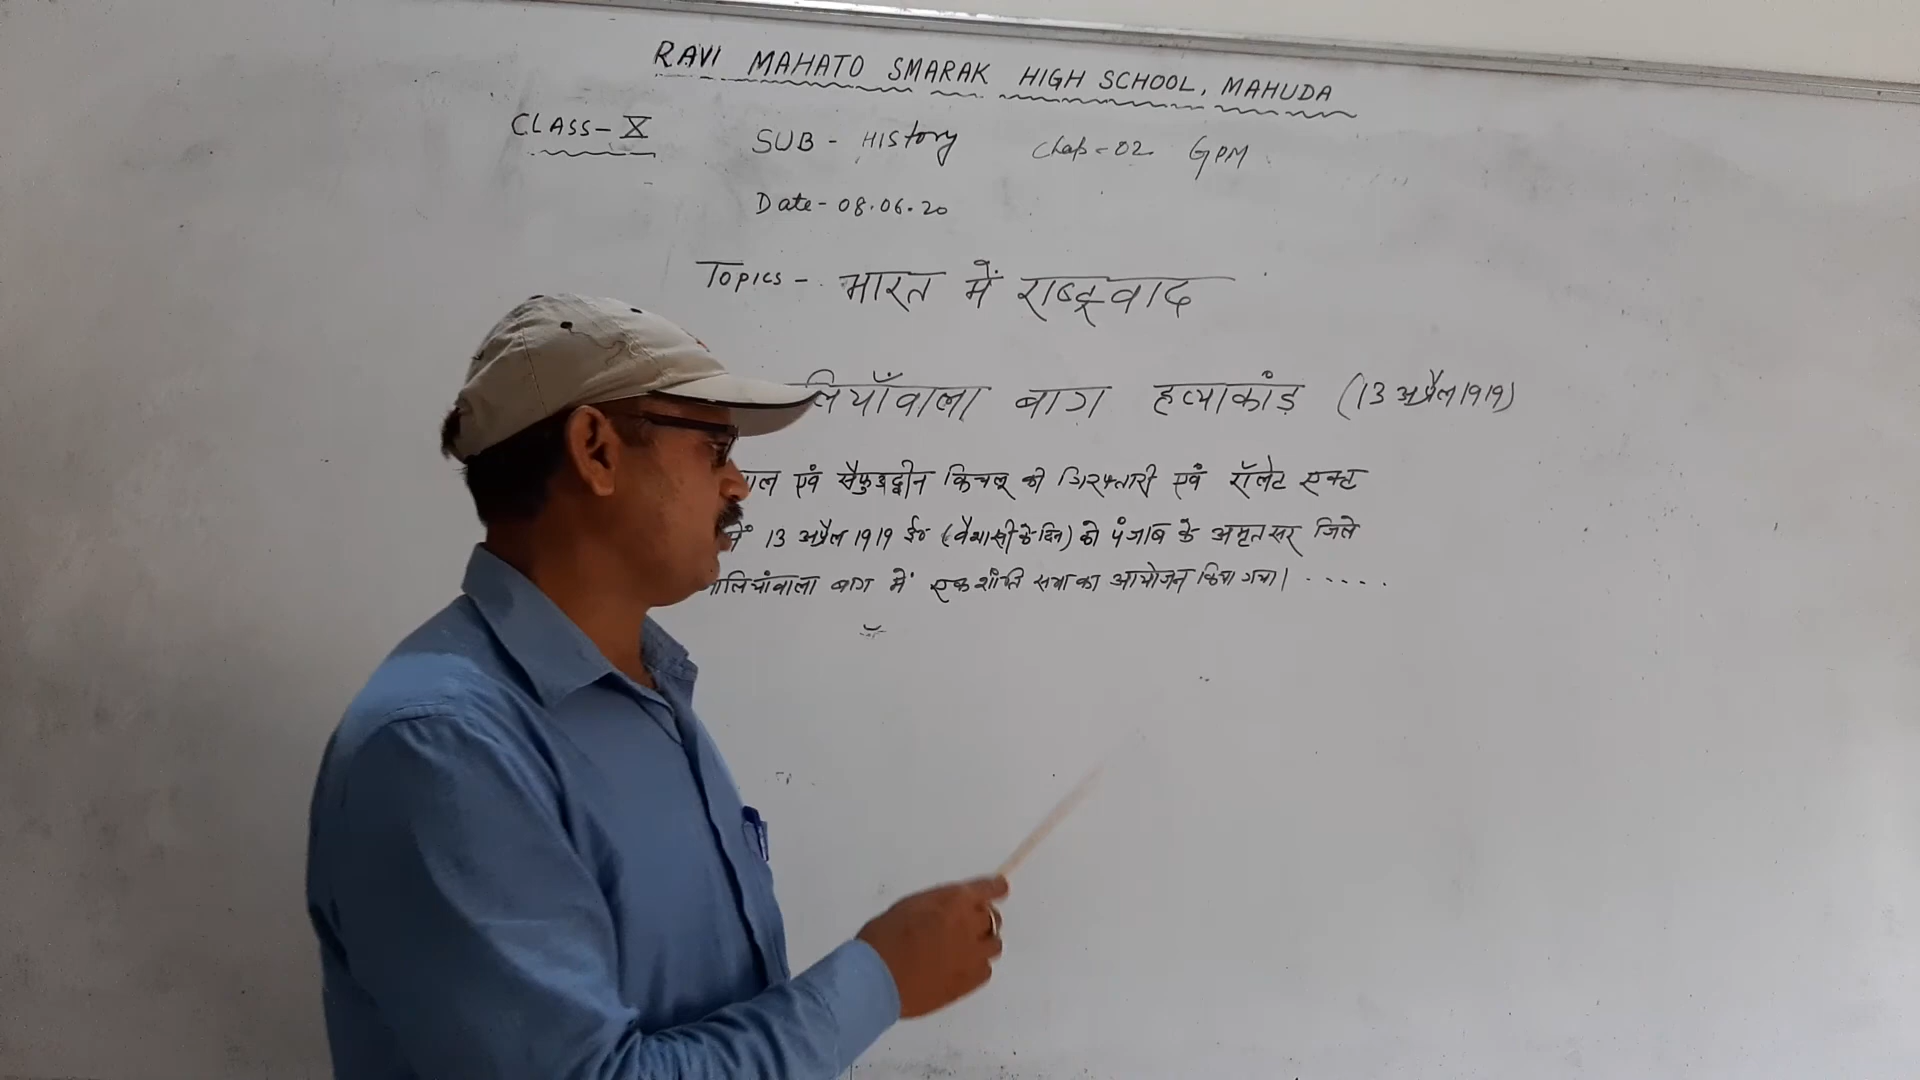 RAVI MAHATO SMARAK HIGH SCHOOL, MAHUDA
CLASS-X SUB - HIStory Chap-02 GPM
Date-08.06.20
Topics - भारत में राष्ट्रवाद
लियाँवाला बाग हत्याकांड़ (13 अप्रैल 1919)
ाल एवं सैफुद्दीन किचलू की गिरफ्तारी एवं रॉलेट एक्ट
में 13 अप्रैल 1919 ई० (वैशाखी के दिन) को पंजाब के अमृतसर जिले
ालियांवाला बाग में एक शांति सभा का आयोजन किया गया। .....